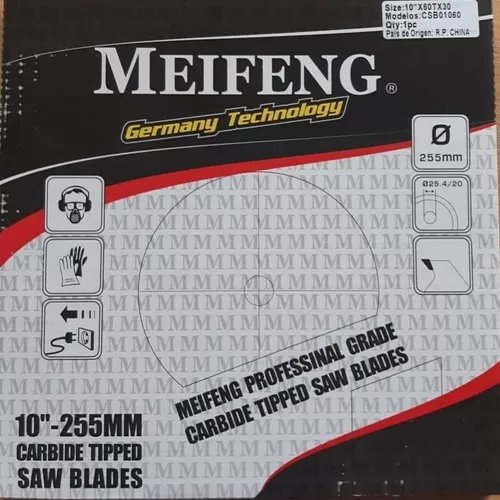 Size:10"X60TX30
Modelos:CSB01060
Qty:1pc
Pais de Origen: R.P. CHINA
MEIFENG®
Germany Technology
Ø
255mm
Ø25.4/20
MEIFENG PROFESSINAL GRADE
CARBIDE TIPPED SAW BLADES
10"-255MM
CARBIDE TIPPED
SAW BLADES